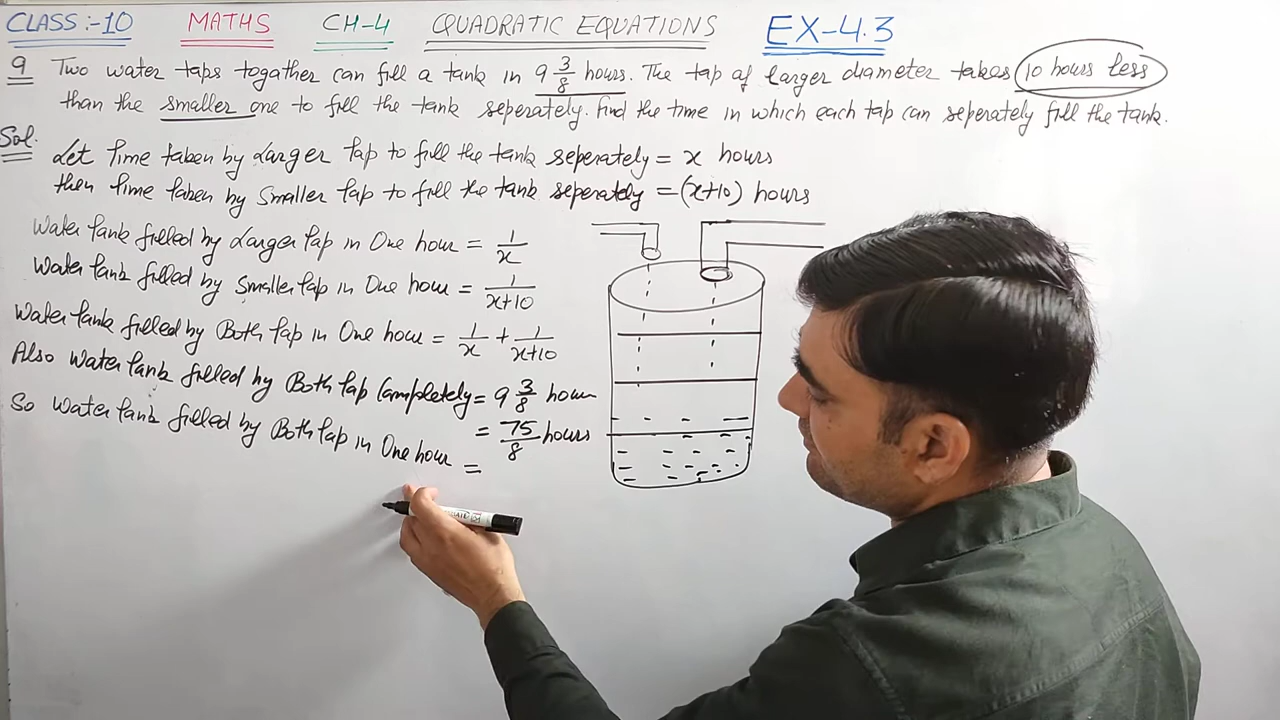 CLASS:-10 MATHS CH-4 QUADRATIC EQUATIONS EX-4.3
9 Two water taps togather can fill a tank in 9 3/8 hours. The tap of larger diameter takes 10 hours less
than the smaller one to fill the tank seperately. Find the time in which each tap can seperately fill the tank.
Sol.
Let Time taken by Larger Tap to fill the tank seperately = x hours
then Time taken by Smaller Tap to fill the tank seperately = (x+10) hours
Water Tank filled by Larger Tap in One hour = 1/x
Water Tank filled by Smaller Tap in One hour = 1/x+10
Water Tank filled by Both Tap in One hour = 1/x + 1/x+10
Also Water Tank filled by Both Tap Completely = 9 3/8 hour
= 75/8 hours
So Water Tank filled by Both Tap in One hour =